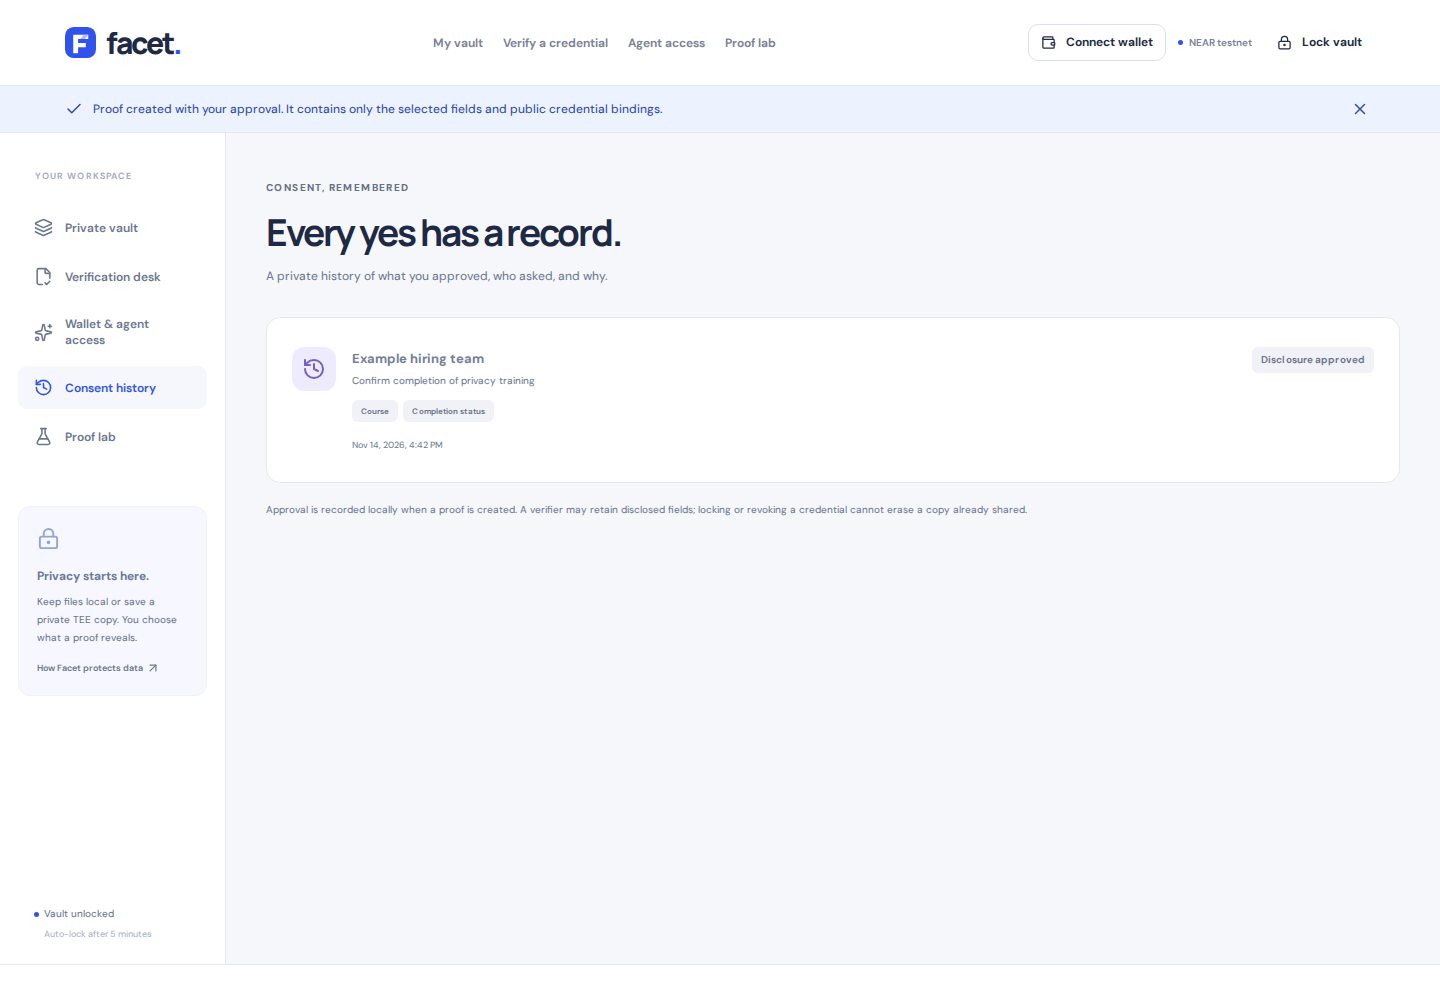 facet.
My vault
Verify a credential
Agent access
Proof lab
Connect wallet
NEAR testnet
Lock vault
Proof created with your approval. It contains only the selected fields and public credential bindings.
YOUR WORKSPACE
Private vault
Verification desk
Wallet & agent
access
Consent history
Proof lab
Privacy starts here.
Keep files local or save a
private TEE copy. You choose
what a proof reveals.
How Facet protects data
Vault unlocked
Auto-lock after 5 minutes
CONSENT, REMEMBERED
Every yes has a record.
A private history of what you approved, who asked, and why.
Example hiring team
Disclosure approved
Confirm completion of privacy training
Course
Completion status
Nov 14, 2026, 4:42 PM
Approval is recorded locally when a proof is created. A verifier may retain disclosed fields; locking or revoking a credential cannot erase a copy already shared.